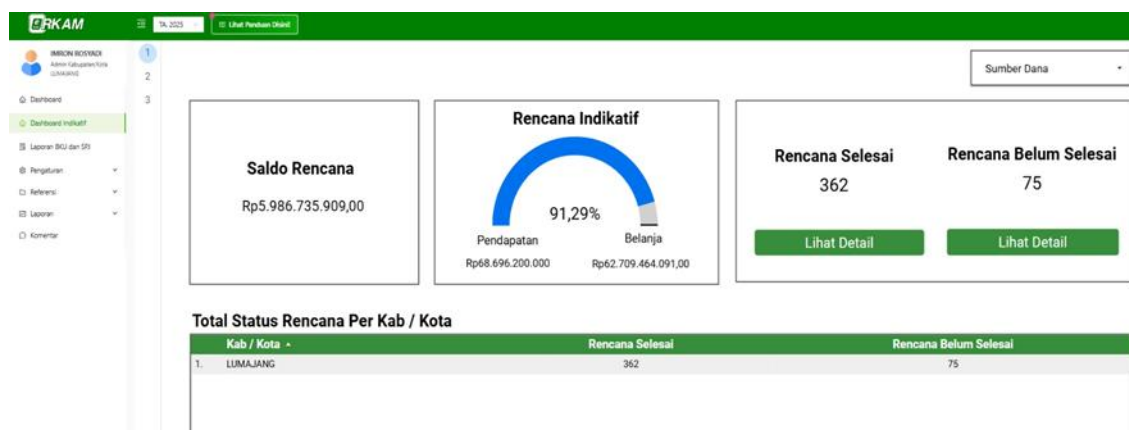 ERKAM
TA. 2025
Lihat Panduan Disini!
IMRON ROSYADI
Admin Kabupaten/Kota
LUMAJANG
Dashboard
Dashboard Indikatif
Laporan BKU dan SRI
Pengaturan
Referensi
Laporan
Komentar
1
2
3
Sumber Dana
Saldo Rencana
Rp5.986.735.909,00
Rencana Indikatif
91,29%
Pendapatan Belanja
Rp68.696.200.000 Rp62.709.464.091,00
Rencana Selesai Rencana Belum Selesai
362 75
Lihat Detail Lihat Detail
Total Status Rencana Per Kab / Kota
Kab / Kota Rencana Selesai Rencana Belum Selesai
1. LUMAJANG 362 75